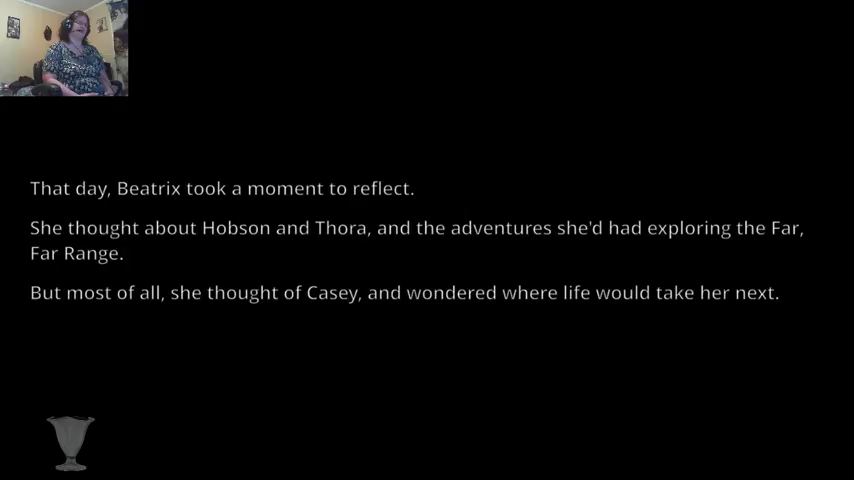 That day, Beatrix took a moment to reflect.
She thought about Hobson and Thora, and the adventures she'd had exploring the Far,
Far Range.
But most of all, she thought of Casey, and wondered where life would take her next.